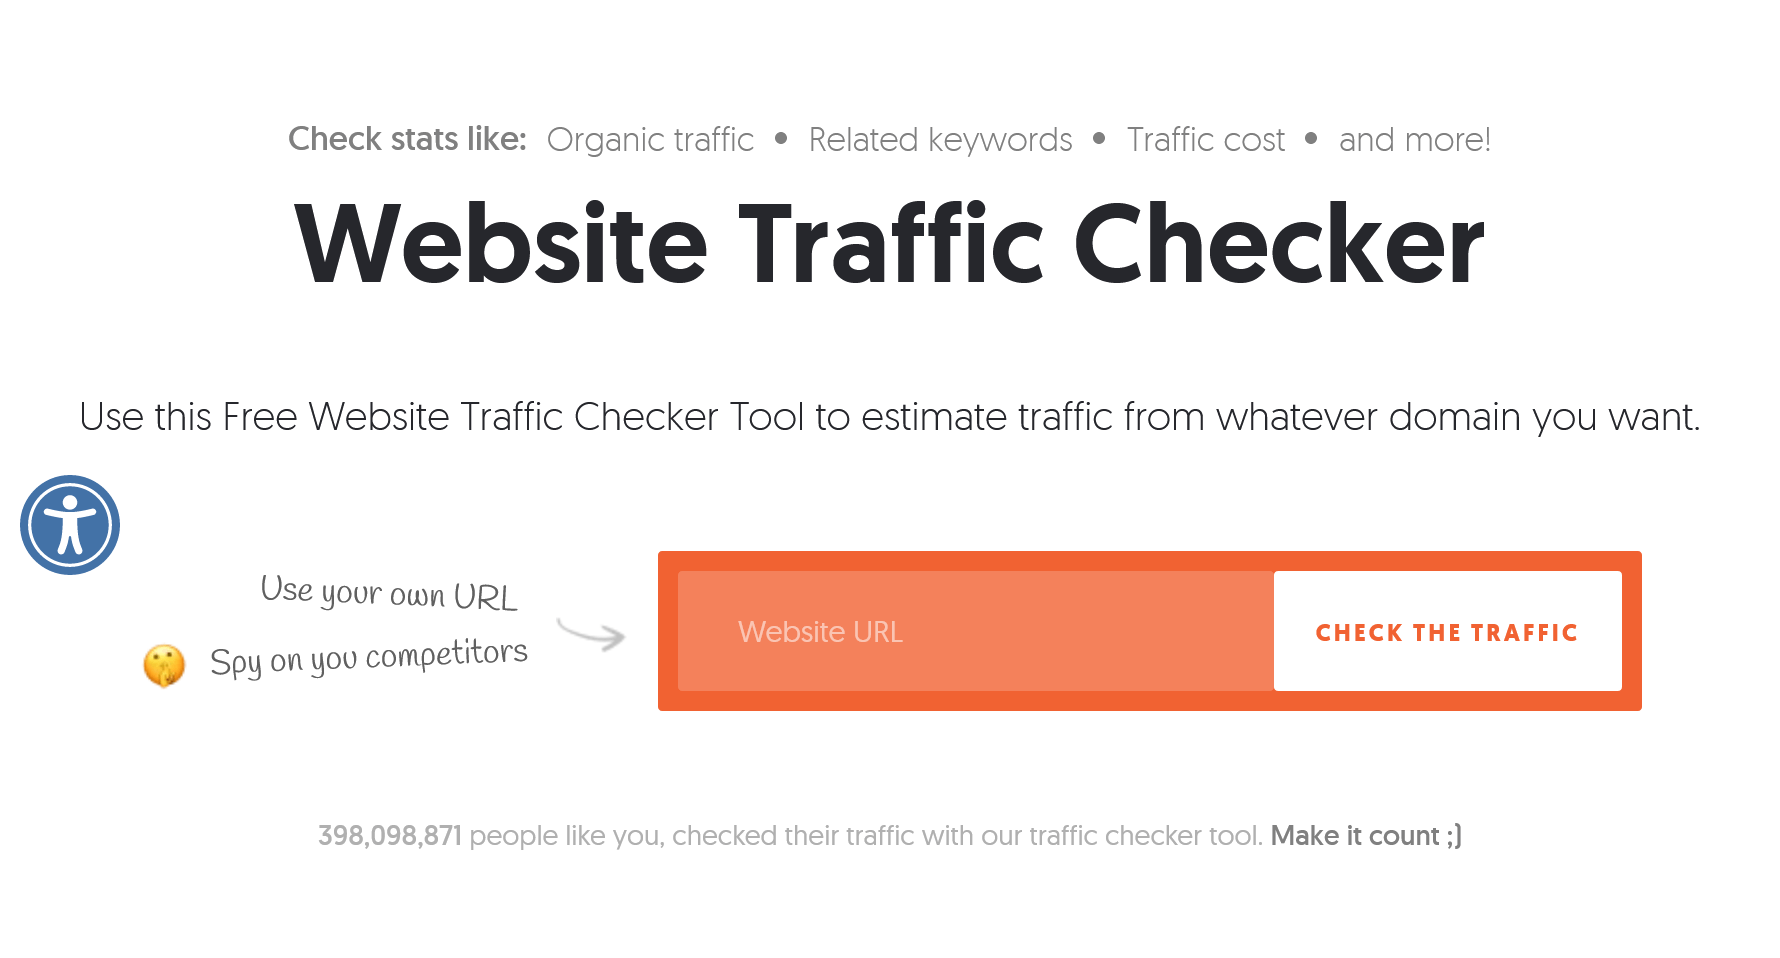 Check stats like: Organic traffic • Related keywords • Traffic cost • and more!
Website Traffic Checker
Use this Free Website Traffic Checker Tool to estimate traffic from whatever domain you want.
Use your own URL
Spy on you competitors
Website URL
CHECK THE TRAFFIC
398,098,871 people like you, checked their traffic with our traffic checker tool. Make it count ;)